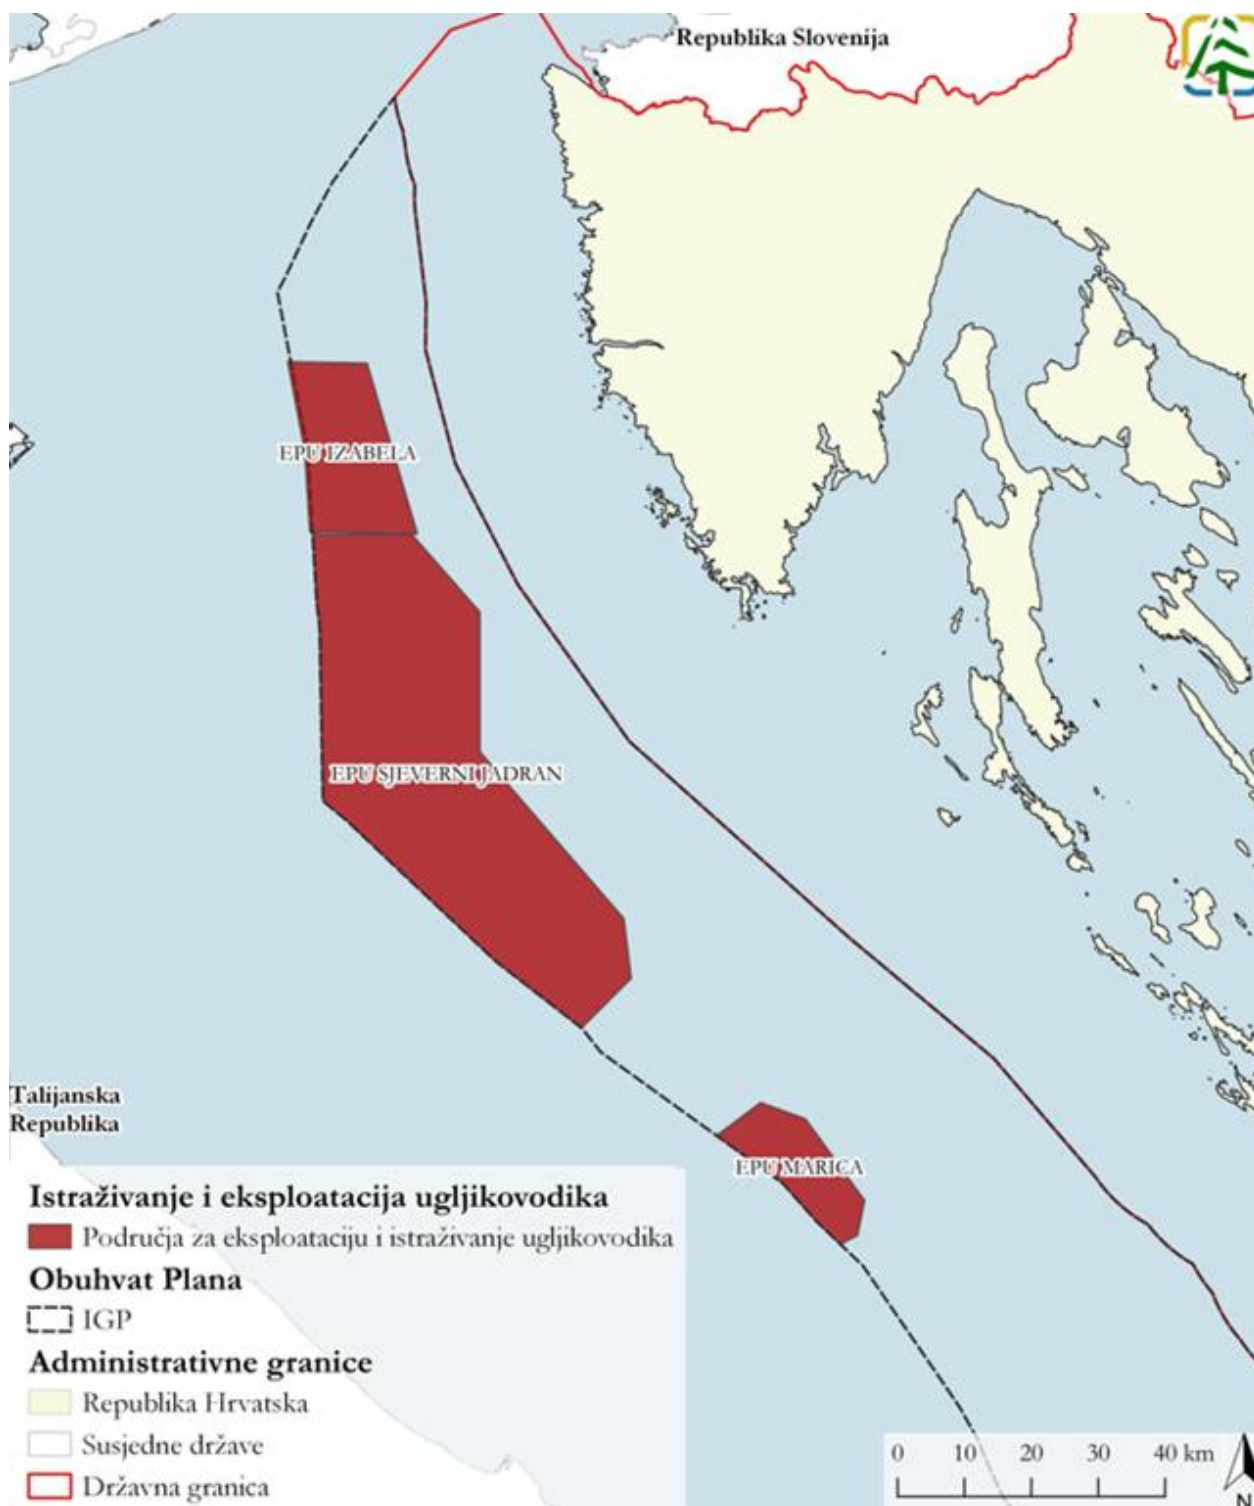 Republika Slovenija
EPU IZABELA
EPU SJEVERNI JADRAN
Talijanska
Republika
EPU MARICA
Istraživanje i eksploatacija ugljikovodika
Područja za eksploataciju i istraživanje ugljikovodika
Obuhvat Plana
IGP
Administrativne granice
Republika Hrvatska
Susjedne države
Državna granica
0 10 20 30 40 km
N